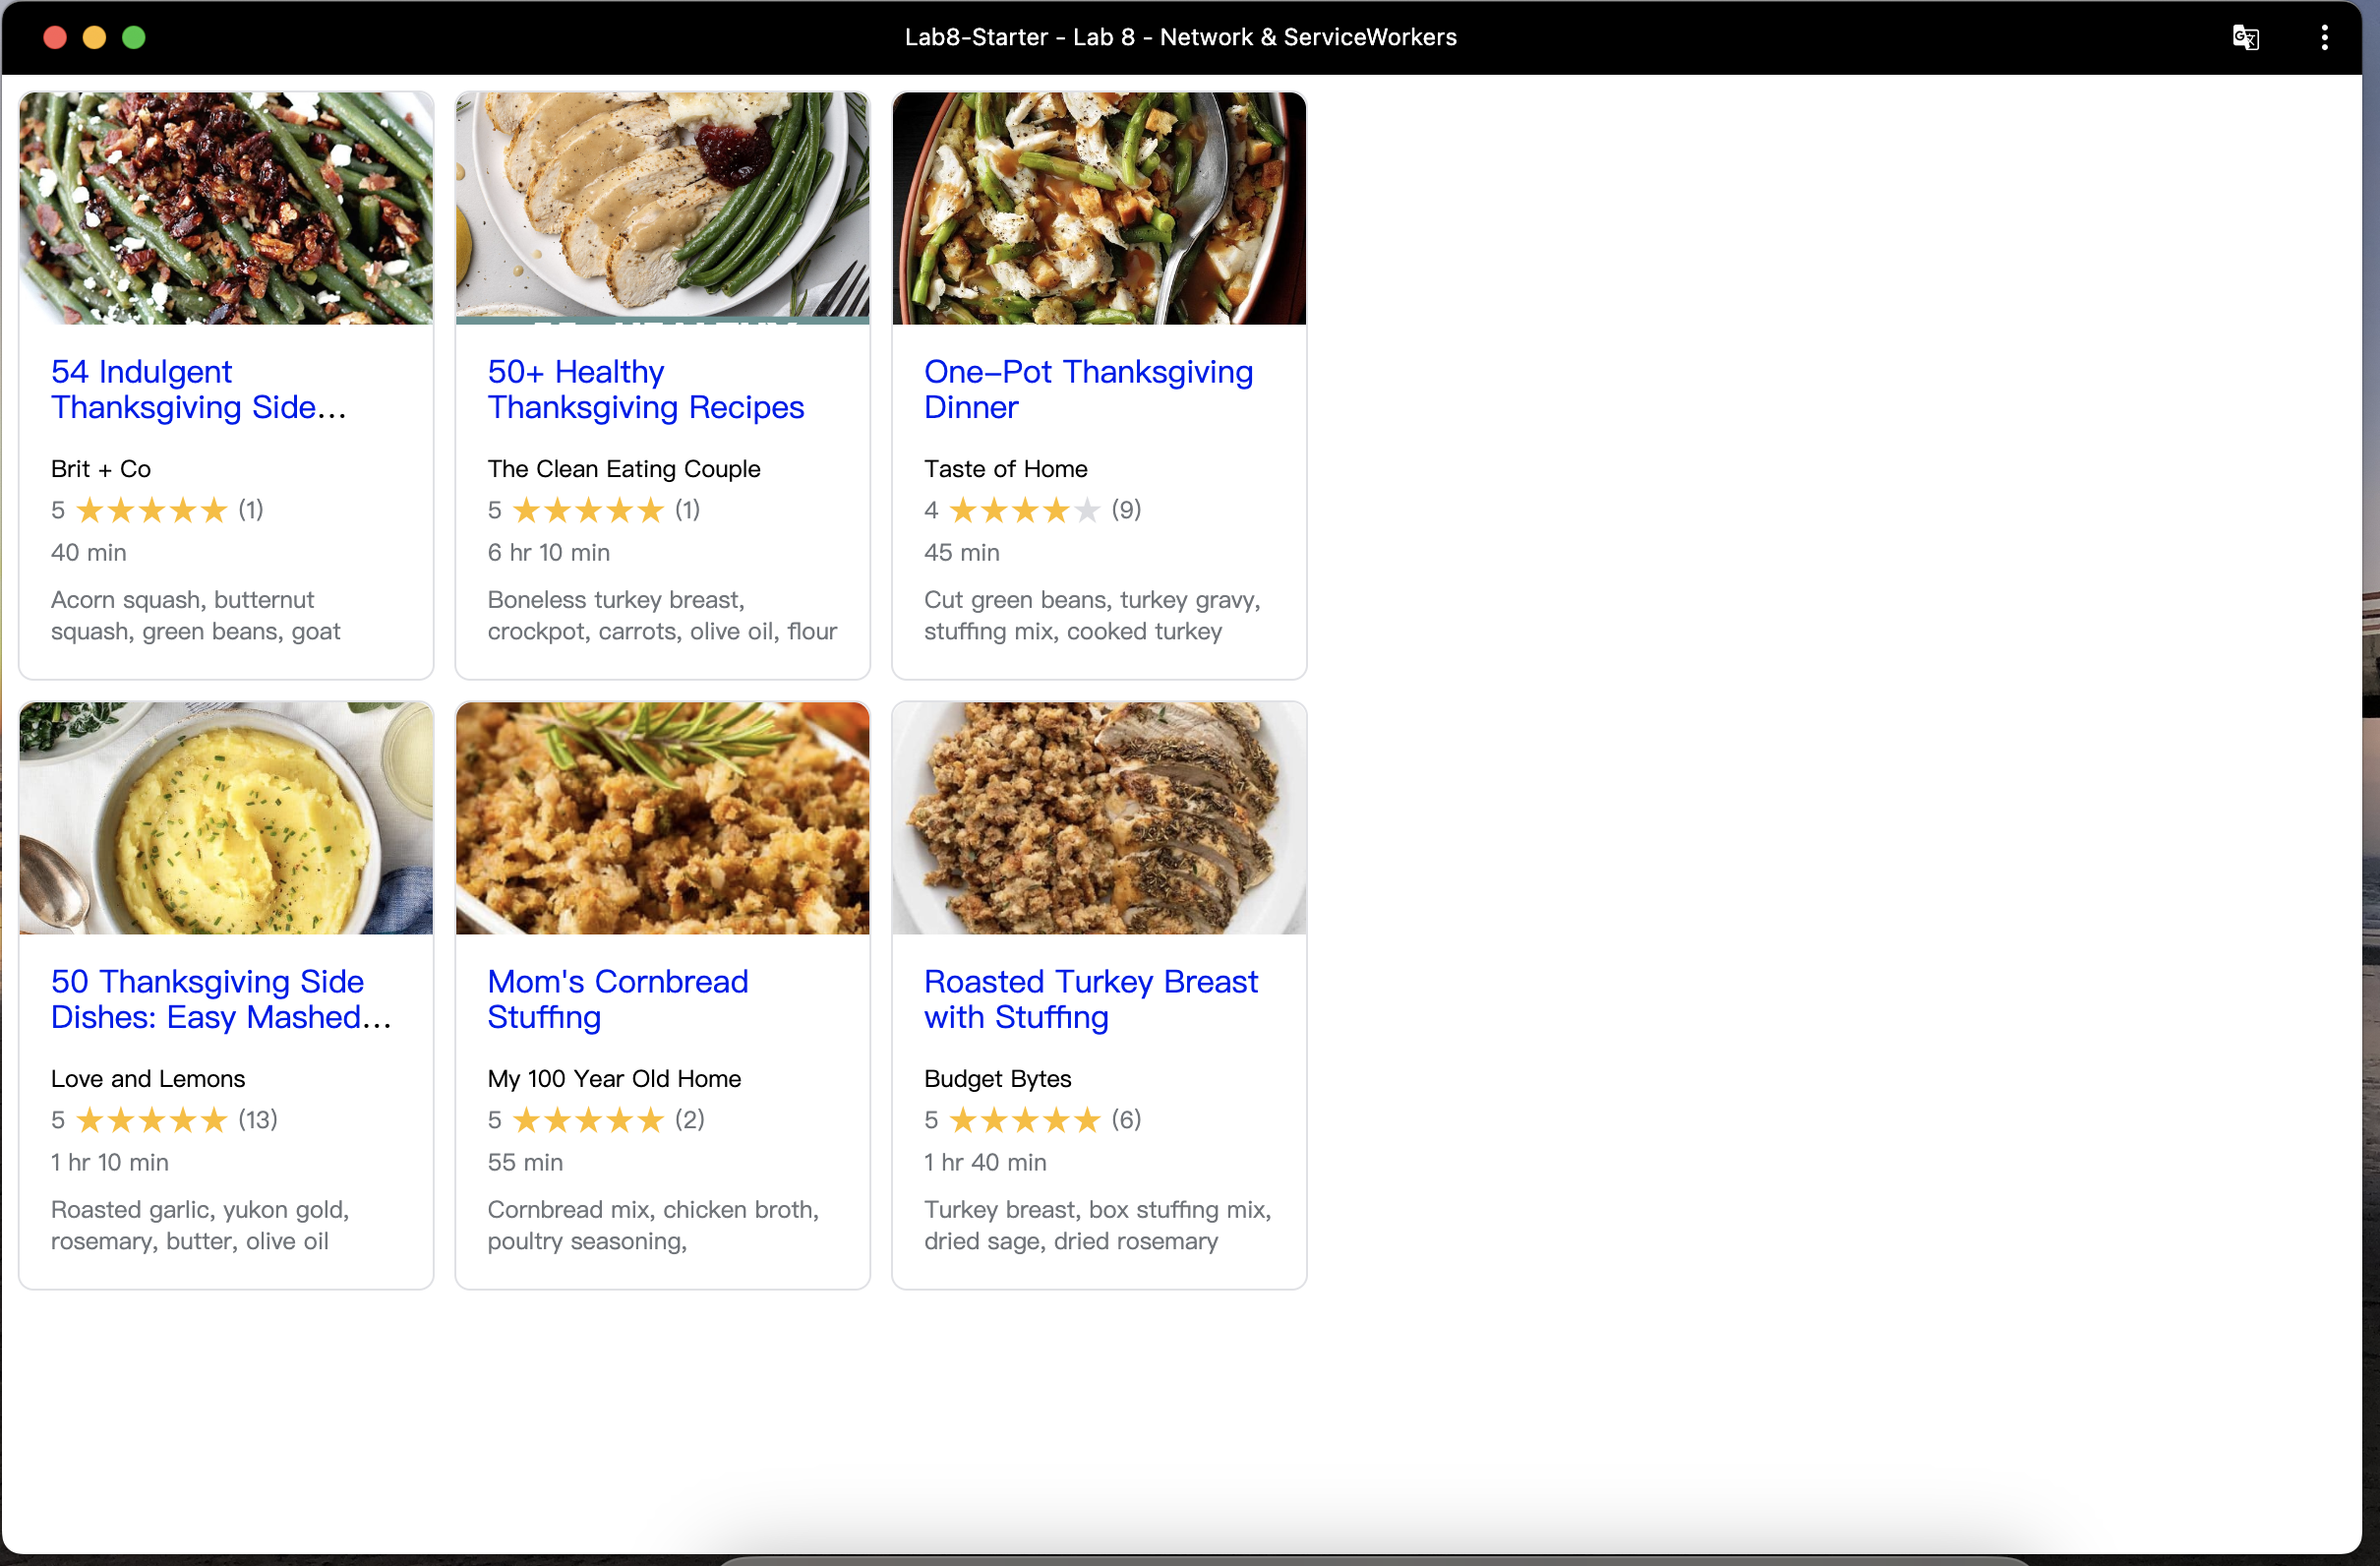 Lab8-Starter - Lab 8 - Network & ServiceWorkers
54 Indulgent
Thanksgiving Side...
Brit + Co
5 ★★★★★ (1)
40 min
Acorn squash, butternut
squash, green beans, goat
50+ Healthy
Thanksgiving Recipes
The Clean Eating Couple
5 ★★★★★ (1)
6 hr 10 min
Boneless turkey breast,
crockpot, carrots, olive oil, flour
One-Pot Thanksgiving
Dinner
Taste of Home
4 ★★★★★ (9)
45 min
Cut green beans, turkey gravy,
stuffing mix, cooked turkey
50 Thanksgiving Side
Dishes: Easy Mashed...
Love and Lemons
5 ★★★★★ (13)
1 hr 10 min
Roasted garlic, yukon gold,
rosemary, butter, olive oil
Mom's Cornbread
Stuffing
My 100 Year Old Home
5 ★★★★★ (2)
55 min
Cornbread mix, chicken broth,
poultry seasoning,
Roasted Turkey Breast
with Stuffing
Budget Bytes
5 ★★★★★ (6)
1 hr 40 min
Turkey breast, box stuffing mix,
dried sage, dried rosemary